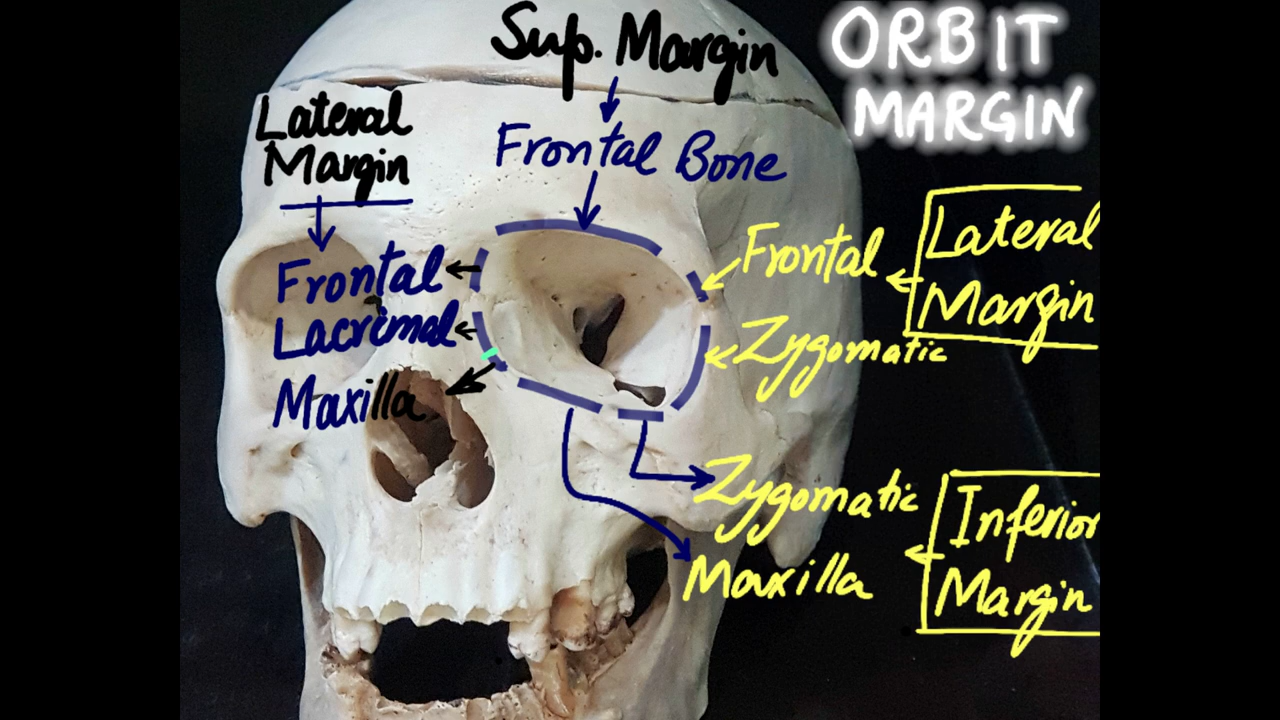 ORBIT
MARGIN
Sup. Margin
Frontal Bone
Lateral
Margin
Frontal
Lacrimal
Maxilla
Frontal
Zygomatic
Lateral
Margin
Zygomatic
Maxilla
Inferior
Margin